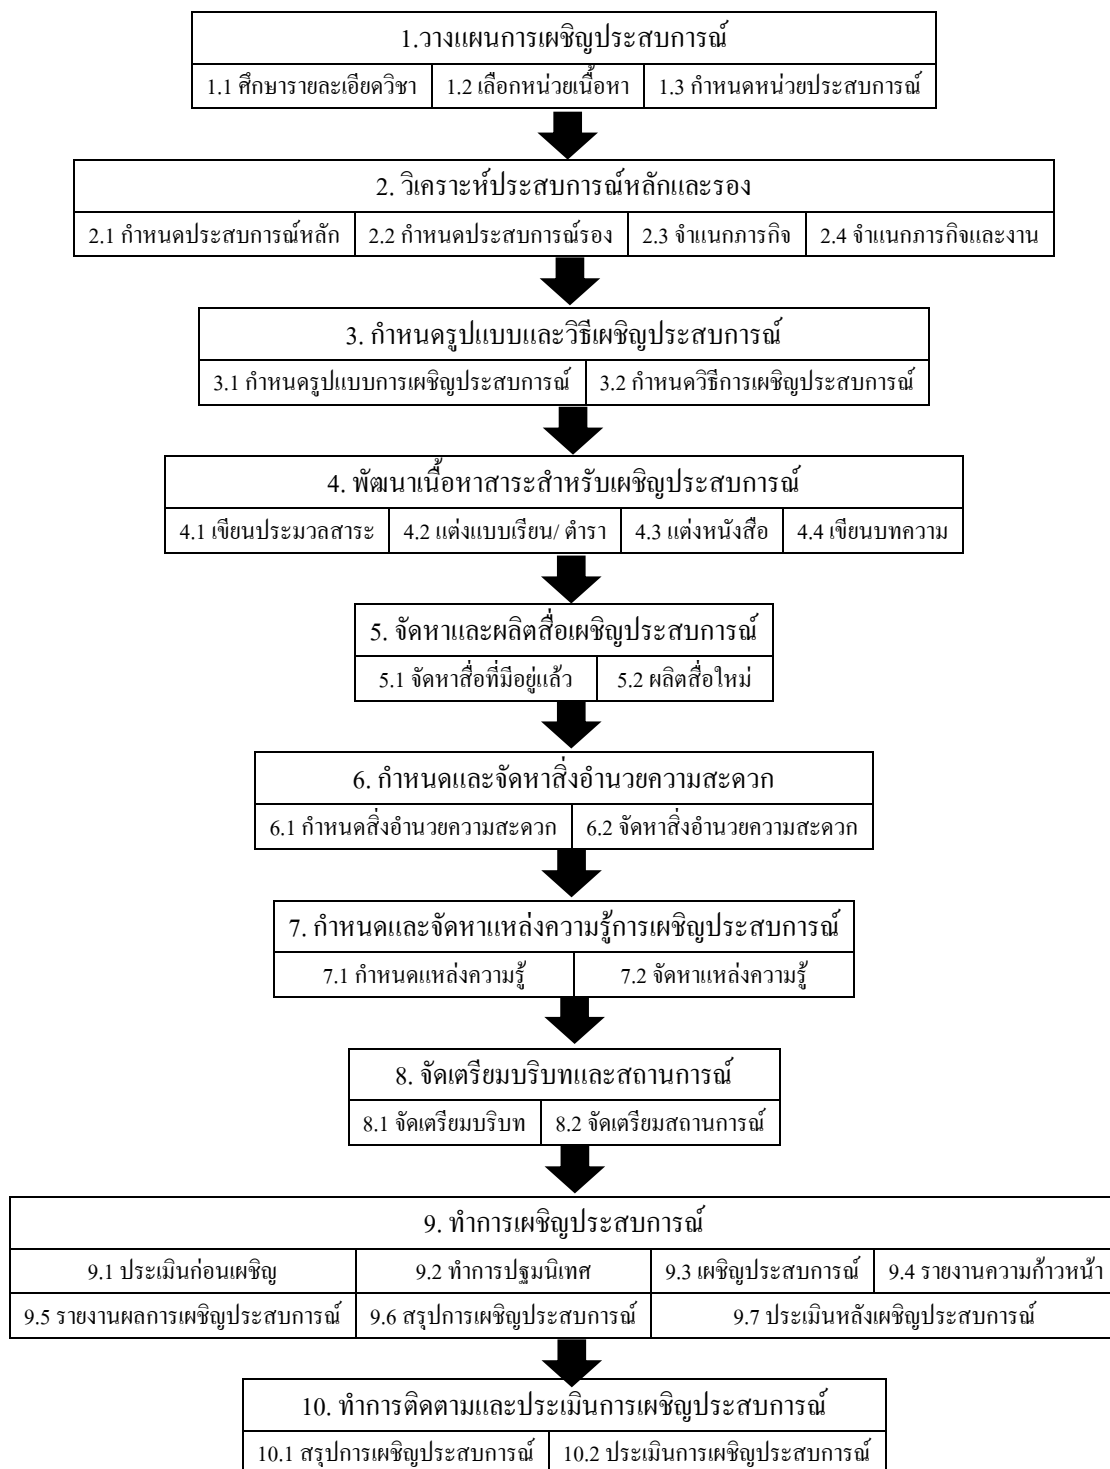 1.วางแผนการเผชิญประสบการณ์
1.1 ศึกษารายละเอียดวิชา 1.2 เลือกหน่วยเนื้อหา 1.3 กำหนดหน่วยประสบการณ์
2. วิเคราะห์ประสบการณ์หลักและรอง
2.1 กำหนดประสบการณ์หลัก 2.2 กำหนดประสบการณ์รอง 2.3 จำแนกภารกิจ 2.4 จำแนกภารกิจและงาน
3. กำหนดรูปแบบและวิธีเผชิญประสบการณ์
3.1 กำหนดรูปแบบการเผชิญประสบการณ์ 3.2 กำหนดวิธีการเผชิญประสบการณ์
4. พัฒนาเนื้อหาสาระสำหรับเผชิญประสบการณ์
4.1 เขียนประมวลสาระ 4.2 แต่งแบบเรียน/ ตำรา 4.3 แต่งหนังสือ 4.4 เขียนบทความ
5. จัดหาและผลิตสื่อเผชิญประสบการณ์
5.1 จัดหาสื่อที่มีอยู่แล้ว 5.2 ผลิตสื่อใหม่
6. กำหนดและจัดหาสิ่งอำนวยความสะดวก
6.1 กำหนดสิ่งอำนวยความสะดวก 6.2 จัดหาสิ่งอำนวยความสะดวก
7. กำหนดและจัดหาแหล่งความรู้การเผชิญประสบการณ์
7.1 กำหนดแหล่งความรู้ 7.2 จัดหาแหล่งความรู้
8. จัดเตรียมบริบทและสถานการณ์
8.1 จัดเตรียมบริบท 8.2 จัดเตรียมสถานการณ์
9. ทำการเผชิญประสบการณ์
9.1 ประเมินก่อนเผชิญ 9.2 ทำการปฐมนิเทศ 9.3 เผชิญประสบการณ์ 9.4 รายงานความก้าวหน้า
9.5 รายงานผลการเผชิญประสบการณ์ 9.6 สรุปการเผชิญประสบการณ์ 9.7 ประเมินหลังเผชิญประสบการณ์
10. ทำการติดตามและประเมินการเผชิญประสบการณ์
10.1 สรุปการเผชิญประสบการณ์ 10.2 ประเมินการเผชิญประสบการณ์